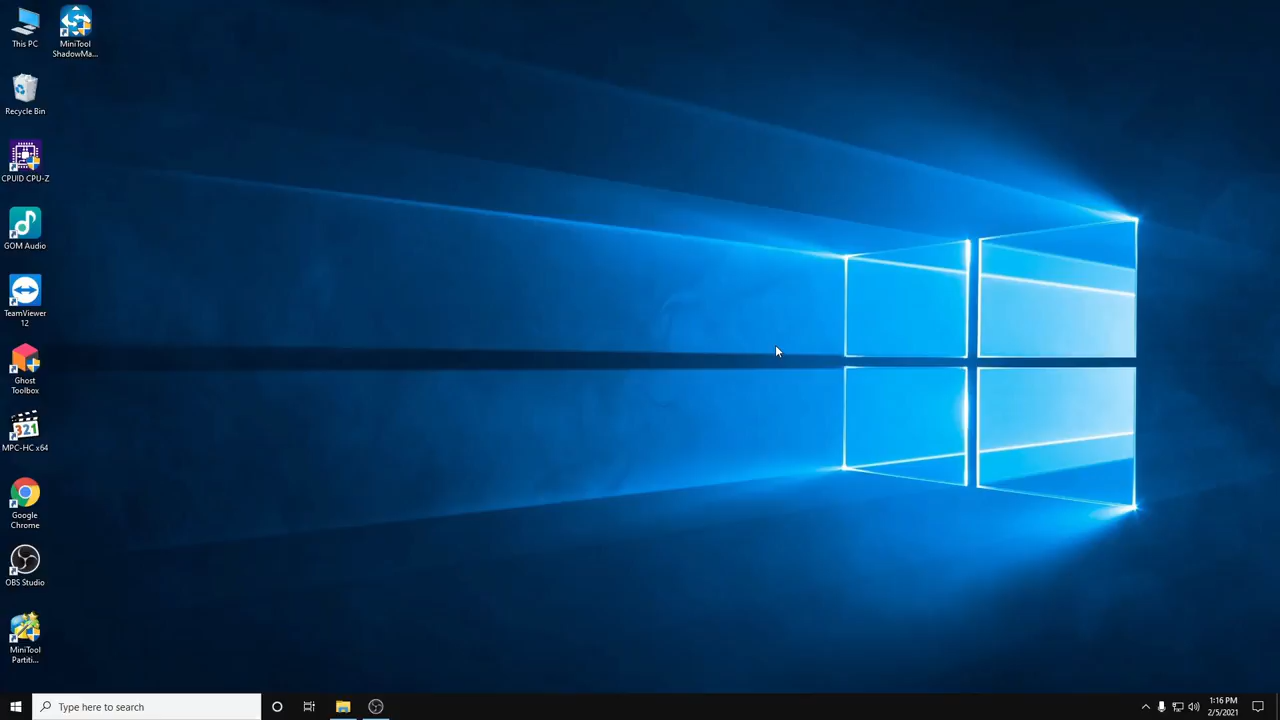 This PC
MiniTool
ShadowMa...
Recycle Bin
CPUID CPU-Z
GOM Audio
TeamViewer
12
Ghost
Toolbox
321
MPC-HC x64
Google
Chrome
OBS Studio
MiniTool
Partiti...
Type here to search
1:16 PM
2/5/2021